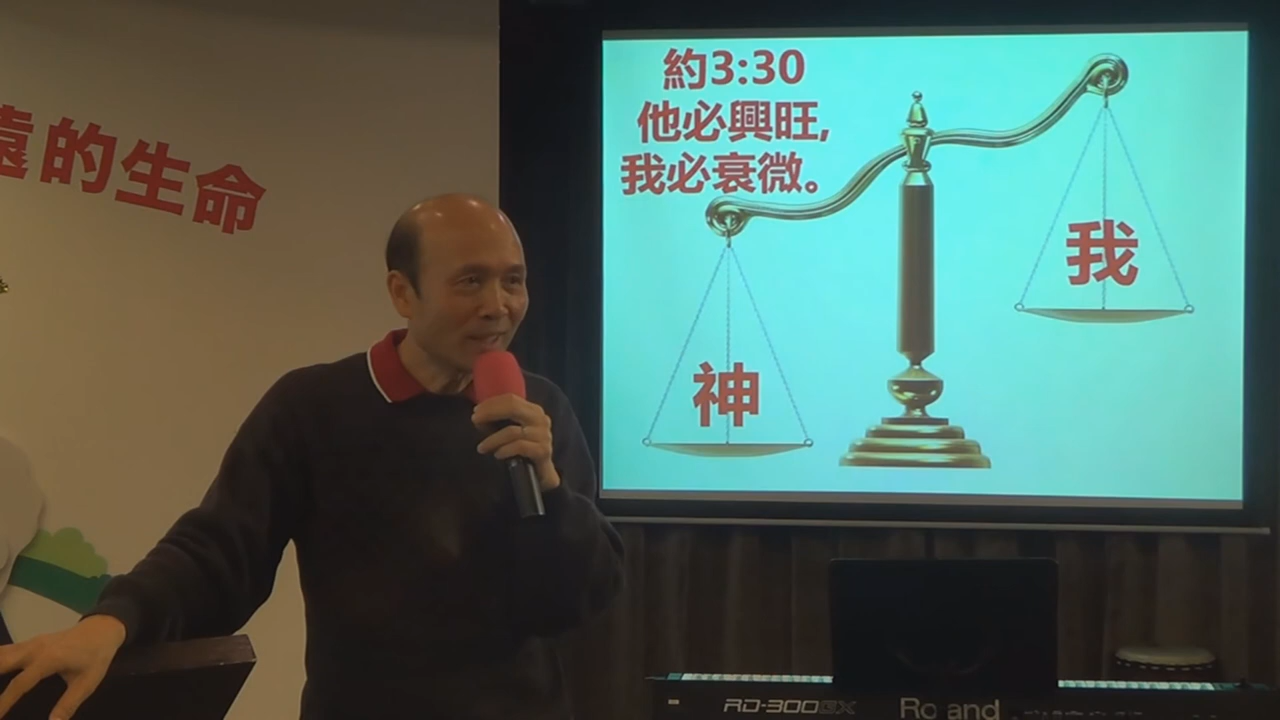 遠的生命
約3:30
他必興旺,
我必衰微。
我
神
RD-300GX
Roland